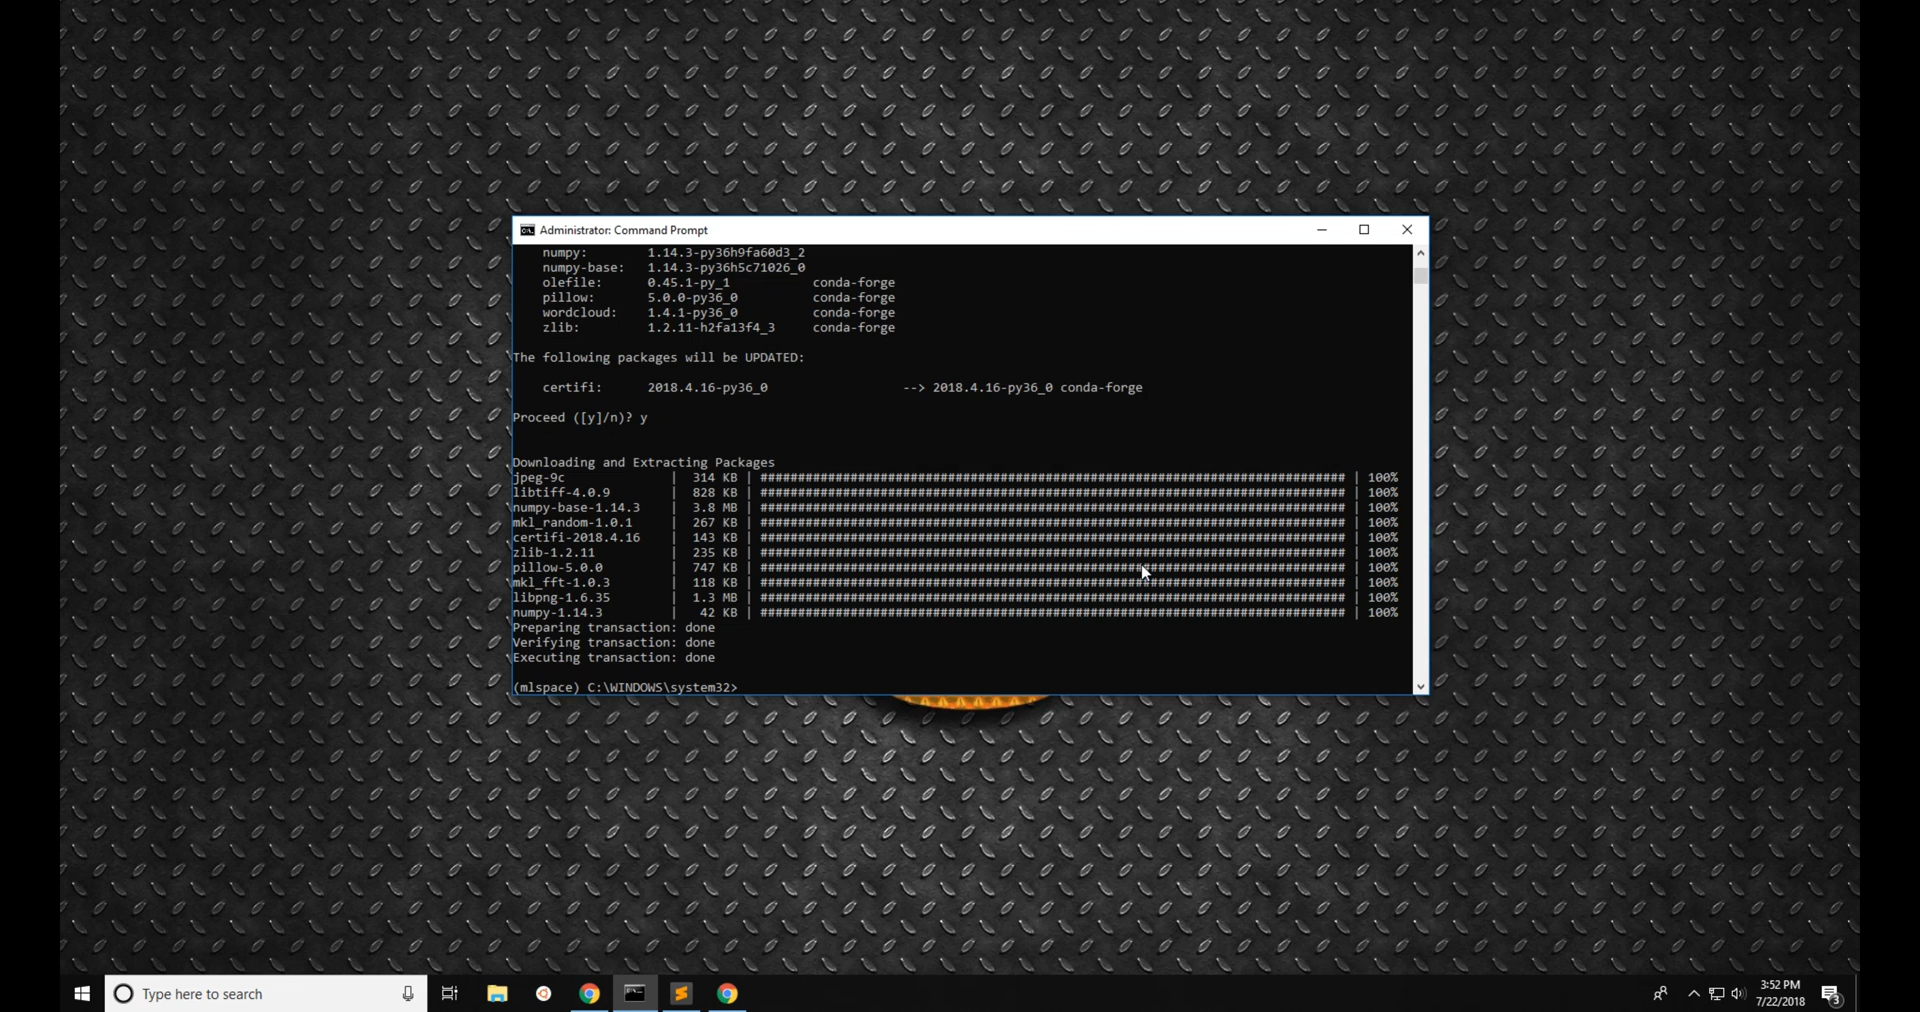 Administrator: Command Prompt
numpy: 1.14.3-py36h9fa60d3_2
numpy-base: 1.14.3-py36h5c71026_0
olefile: 0.45.1-py_1 conda-forge
pillow: 5.0.0-py36_0 conda-forge
wordcloud: 1.4.1-py36_0 conda-forge
zlib: 1.2.11-h2fa13f4_3 conda-forge
The following packages will be UPDATED:
certifi: 2018.4.16-py36_0 --> 2018.4.16-py36_0 conda-forge
Proceed ([y]/n)? y
Downloading and Extracting Packages
jpeg-9c | 314 KB | ############################################################################## | 100%
libtiff-4.0.9 | 828 KB | ############################################################################## | 100%
numpy-base-1.14.3 | 3.8 MB | ############################################################################## | 100%
mkl_random-1.0.1 | 267 KB | ############################################################################## | 100%
certifi-2018.4.16 | 143 KB | ############################################################################## | 100%
zlib-1.2.11 | 235 KB | ############################################################################## | 100%
pillow-5.0.0 | 747 KB | ############################################################################## | 100%
mkl_fft-1.0.3 | 118 KB | ############################################################################## | 100%
libpng-1.6.35 | 1.3 MB | ############################################################################## | 100%
numpy-1.14.3 | 42 KB | ############################################################################## | 100%
Preparing transaction: done
Verifying transaction: done
Executing transaction: done
(mlspace) C:\WINDOWS\system32>
Type here to search
3:52 PM
7/22/2018
3